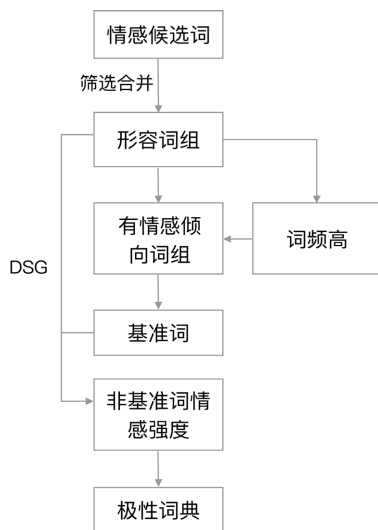 情感候选词
筛选合并
形容词组
有情感倾
向词组
词频高
DSG
基准词
非基准词情
感强度
极性词典